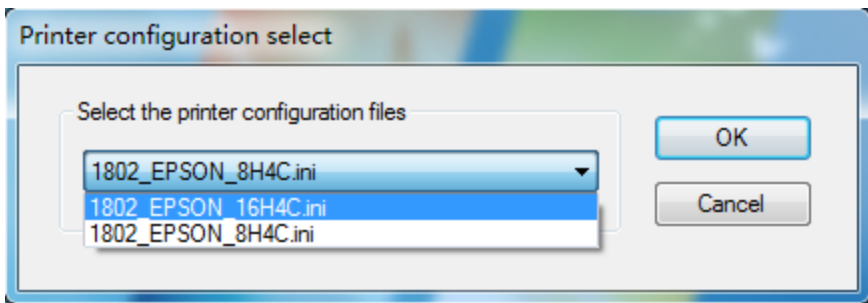 Printer configuration select
Select the printer configuration files
1802_EPSON_8H4C.ini
1802_EPSON_16H4C.ini
1802_EPSON_8H4C.ini
OK
Cancel